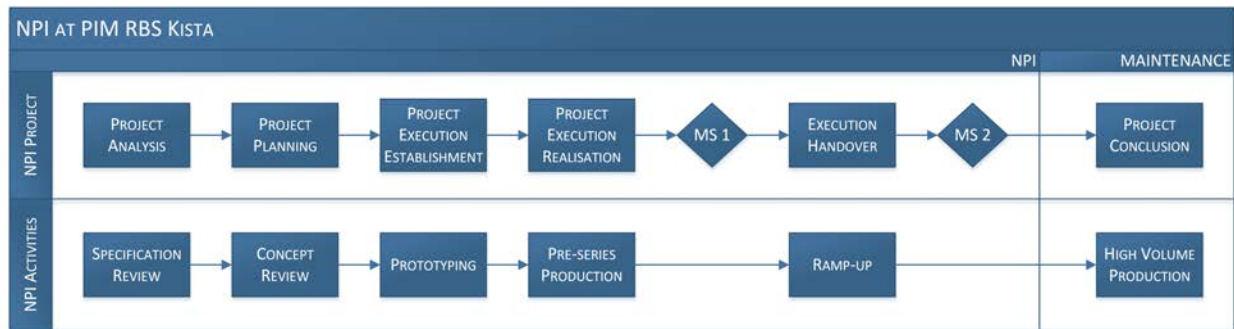 NPI AT PIM RBS KISTA
NPI
MAINTENANCE
NPI PROJECT
PROJECT
ANALYSIS
PROJECT
PLANNING
PROJECT
EXECUTION
ESTABLISHMENT
PROJECT
EXECUTION
REALISATION
MS 1
EXECUTION
HANDOVER
MS 2
PROJECT
CONCLUSION
NPI ACTIVITIES
SPECIFICATION
REVIEW
CONCEPT
REVIEW
PROTOTYPING
PRE-SERIES
PRODUCTION
RAMP-UP
HIGH VOLUME
PRODUCTION